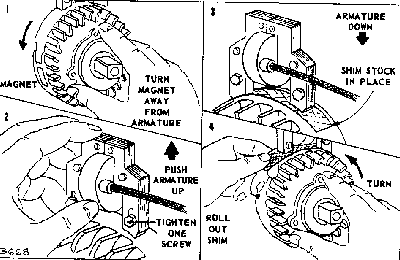 1
MAGNET
TURN
MAGNET
AWAY
FROM
ARMATURE
2
PUSH
ARMATURE
UP
TIGHTEN
ONE
SCREW
3
ARMATURE
DOWN
SHIM STOCK
IN PLACE
4
TURN
ROLL
OUT
SHIM